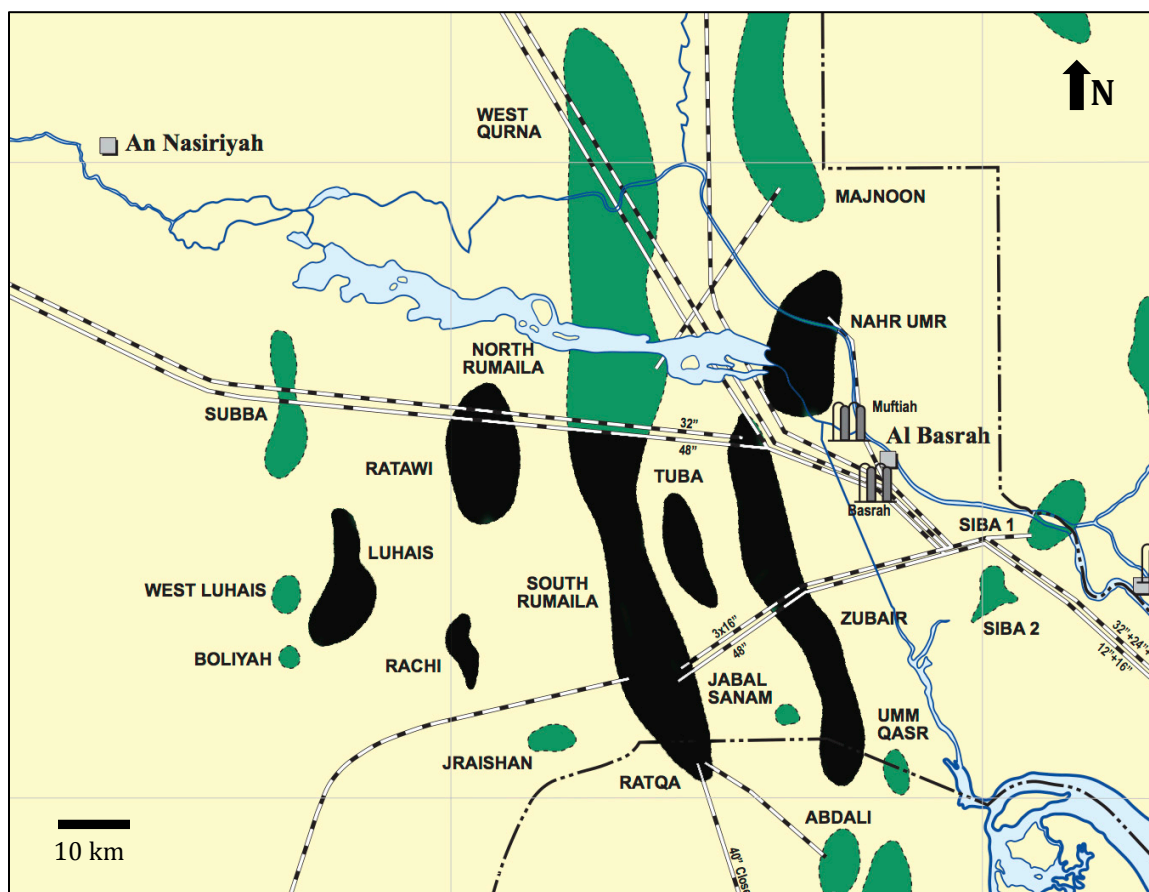 N
WEST
QURNA
An Nasiriyah
MAJNOON
NAHR UMR
NORTH
RUMAILA
SUBBA
Muftiah
32”
48”
Al Basrah
RATAWI
TUBA
Basrah
SIBA 1
LUHAIS
WEST LUHAIS
SOUTH
RUMAILA
ZUBAIR
SIBA 2
3x16”
48”
32”+24”+
12”+16”
BOLIYAH
RACHI
JABAL
SANAM
UMM
QASR
JRAISHAN
RATQA
ABDALI
40” Close
10 km